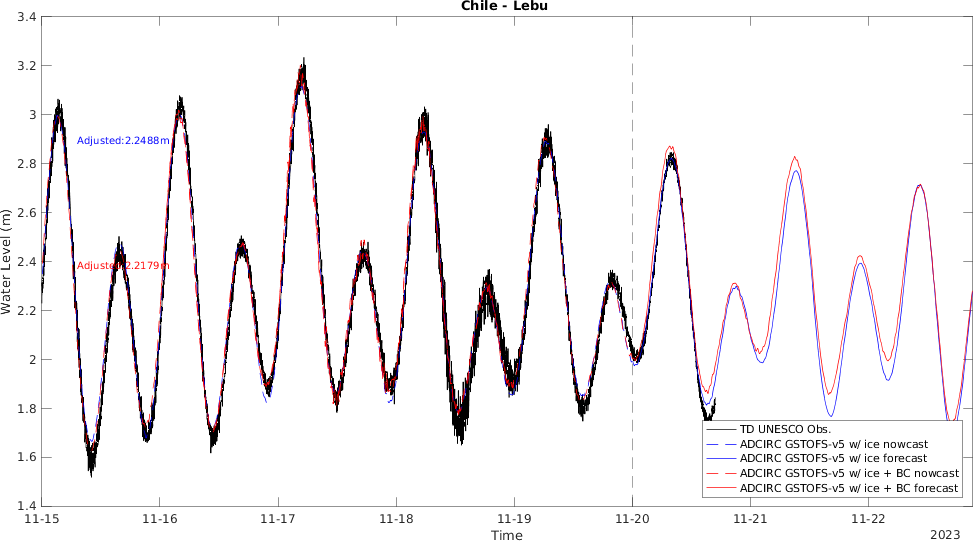 Chile - Lebu
3.4
3.2
3
2.8
2.6
2.4
2.2
2
1.8
1.6
1.4
Water Level (m)
Adjusted:2.2488m
Adjusted:2.2179m
TD UNESCO Obs.
ADCIRC GSTOFS-v5 w/ ice nowcast
ADCIRC GSTOFS-v5 w/ ice forecast
ADCIRC GSTOFS-v5 w/ ice + BC nowcast
ADCIRC GSTOFS-v5 w/ ice + BC forecast
11-15 11-16 11-17 11-18 11-19 11-20 11-21 11-22
Time
2023